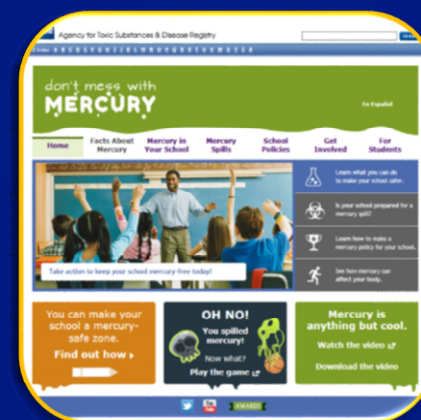 Agency for Toxic Substances & Disease Registry
A B C D E F G H I J K L M N O P Q R S T U V W X Y Z #
don't mess with
MERCURY
En Español
Home
Facts About
Mercury
Mercury in
Your School
Mercury
Spills
School
Policies
Get
Involved
For
Students
Learn what you can do
to make your school safer.
Is your school prepared for a
mercury spill?
Learn how to make a
mercury policy for your school.
See how mercury can
affect your body.
Take action to keep your school mercury-free today!
You can make your
school a mercury-
safe zone.
Find out how
OH NO!
You spilled
mercury!
Now what?
Play the game
Mercury is
anything but cool.
Watch the video
Download the video
You
Tube
AWARDS